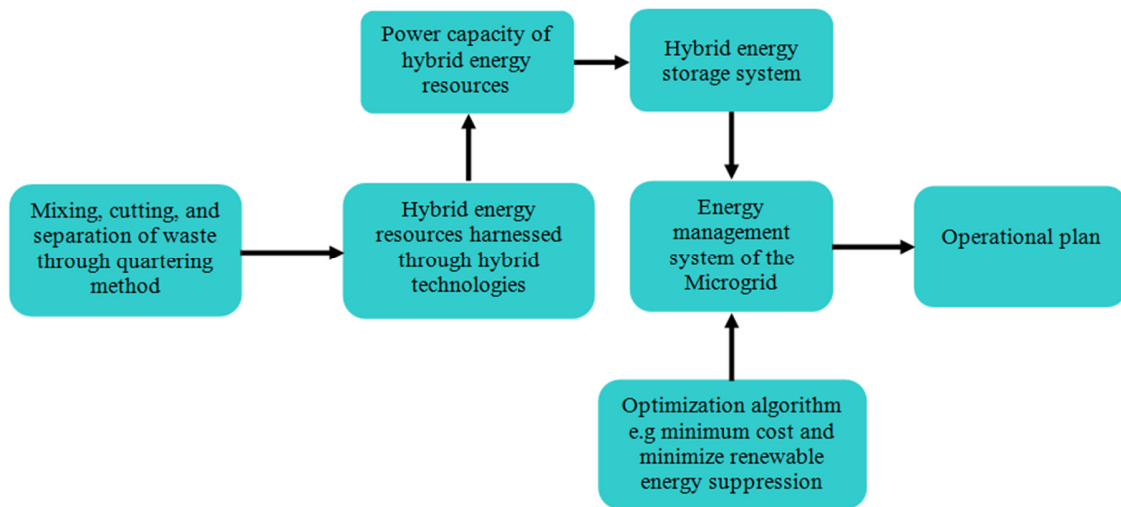 Power capacity of
hybrid energy
resources
Hybrid energy
storage system
Mixing, cutting, and
separation of waste
through quartering
method
Hybrid energy
resources harnessed
through hybrid
technologies
Energy
management
system of the
Microgrid
Operational plan
Optimization algorithm
e.g minimum cost and
minimize renewable
energy suppression